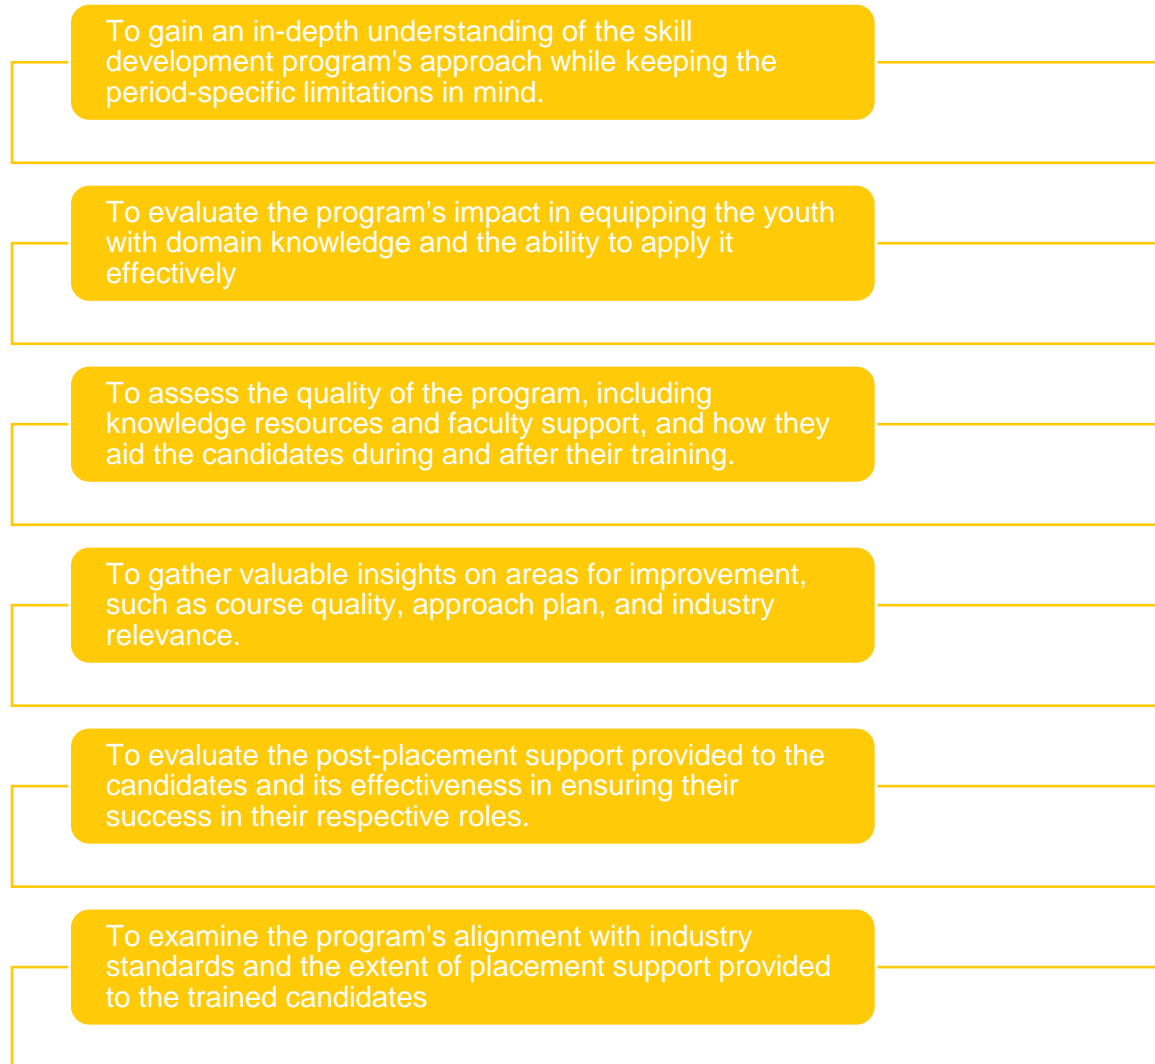 To gain an in-depth understanding of the skill
development program's approach while keeping the
period-specific limitations in mind.
To evaluate the program's impact in equipping the youth
with domain knowledge and the ability to apply it
effectively
To assess the quality of the program, including
knowledge resources and faculty support, and how they
aid the candidates during and after their training.
To gather valuable insights on areas for improvement,
such as course quality, approach plan, and industry
relevance.
To evaluate the post-placement support provided to the
candidates and its effectiveness in ensuring their
success in their respective roles.
To examine the program's alignment with industry
standards and the extent of placement support provided
to the trained candidates